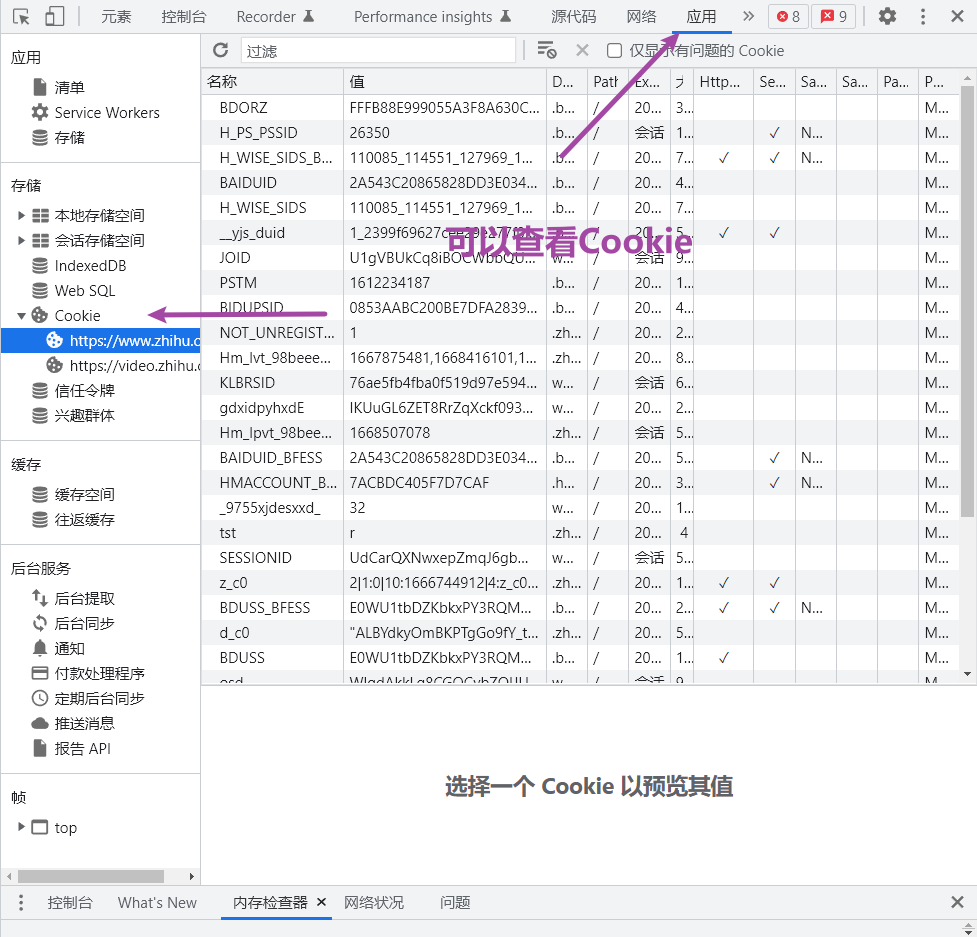 元素 控制台 Recorder Performance insights 源代码 网络 应用 » 8 9
应用
清单
Service Workers
存储
存储
本地存储空间
会话存储空间
IndexedDB
Web SQL
Cookie
https://www.zhihu.c
https://video.zhihu.c
信任令牌
兴趣群体
缓存
缓存空间
往返缓存
后台服务
后台提取
后台同步
通知
付款处理程序
定期后台同步
推送消息
报告 API
帧
top
过滤 仅显示有问题的 Cookie
名称 值 D... Path Ex... Http... Se... Sa... Sa... Pa... P...
BDORZ FFFB88E999055A3F8A630C... .b... / 20... 3... M...
H_PS_PSSID 26350 .b... / 会话 1... ✓ N... M...
H_WISE_SIDS_B... 110085_114551_127969_1... .b... / 20... 7... ✓ ✓ N... M...
BAIDUID 2A543C20865828DD3E034... .b... / 20... 4... M...
H_WISE_SIDS 110085_114551_127969_1... .b... / 20... 7... M...
__yjs_duid 1_2399f69627cee29e277f0... .b... / 20... 5... ✓ ✓ M...
可以查看Cookie
JOID U1gVBUkCq8iBOCWbbQU... w... / 会话 9... M...
PSTM 1612234187 .b... / 20... 1... M...
BIDUPSID 0853AABC200BE7DFA2839... .b... / 20... 4... M...
NOT_UNREGIST... 1 .zh... / 20... 2... M...
Hm_lvt_98beee... 1667875481,1668416101,1... .zh... / 20... 8... M...
KLBRSID 76ae5fb4fba0f519d97e594... w... / 会话 6... M...
gdxidpyhxdE IKUuGL6ZET8RrZqXckf093... w... / 20... 2... M...
Hm_lpvt_98bee... 1668507078 .zh... / 会话 5... M...
BAIDUID_BFESS 2A543C20865828DD3E034... .b... / 20... 5... ✓ N... M...
HMACCOUNT_B... 7ACBDC405F7D7CAF .h... / 20... 3... ✓ N... M...
_9755xjdesxxd_ 32 w... / 20... 1... M...
tst r .zh... / 20... 4 M...
SESSIONID UdCarQXNwxepZmqJ6gb... w... / 会话 5... M...
z_c0 2|1:0|10:1666744912|4:z_c0... .zh... / 20... 1... ✓ ✓ M...
BDUSS_BFESS E0WU1tbDZKbkxPY3RQM... .b... / 20... 2... ✓ ✓ N... M...
d_c0 "ALBYdkyOmBKPTgGo9fY_t... .zh... / 20... 5... M...
BDUSS E0WU1tbDZKbkxPY3RQM... .b... / 20... 1... ✓ M...
选择一个 Cookie 以预览其值
控制台 What's New 内存检查器 网络状况 问题